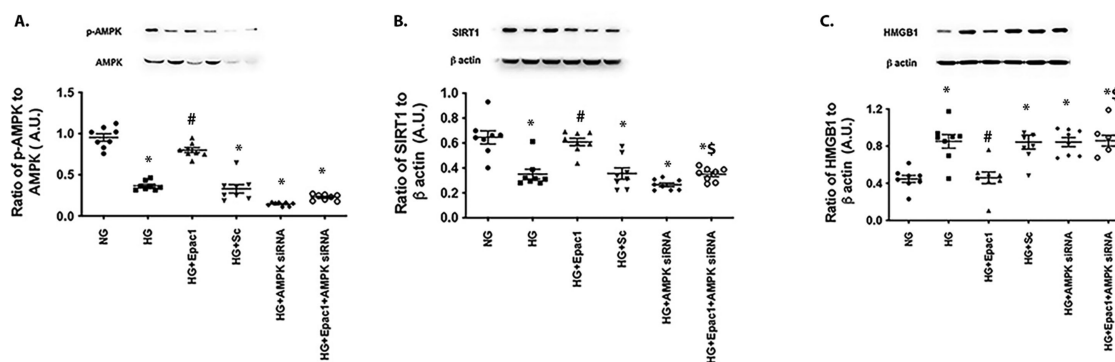 A.
p-AMPK
AMPK
Ratio of p-AMPK to
AMPK ( A.U.)
1.5
1.0
0.5
0.0
*
#
*
*
*
NG
HG
HG+Epac1
HG+Sc
HG+AMPK siRNA
HG+Epac1+AMPK siRNA
B.
SIRT1
β actin
Ratio of SIRT1 to
β actin (A.U.)
1.0
0.8
0.6
0.4
0.2
0.0
*
#
*
*
*$
NG
HG
HG+Epac1
HG+Sc
HG+AMPK siRNA
HG+Epac1+AMPK siRNA
C.
HMGB1
β actin
Ratio of HMGB1 to
β actin (A.U.)
1.2
0.8
0.4
0.0
*
#
*
*
*$
NG
HG
HG+Epac1
HG+Sc
HG+AMPK siRNA
HG+Epac1+AMPK siRNA